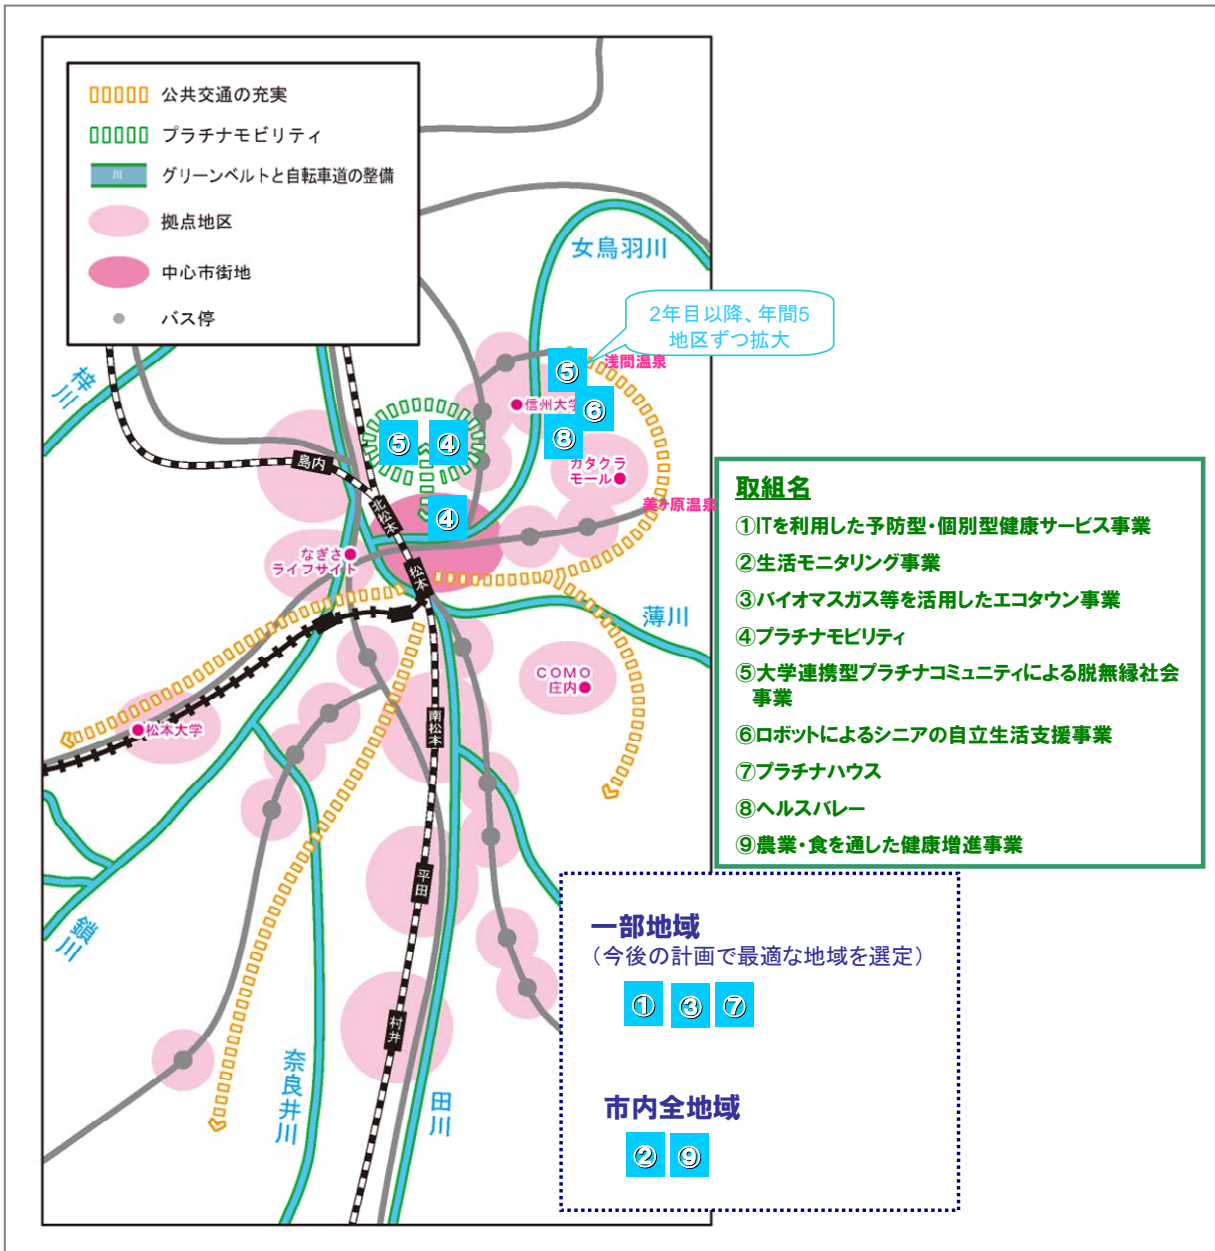 公共交通の充実
プラチナモビリティ
川
グリーンベルトと自転車道の整備
拠点地区
中心市街地
バス停
女鳥羽川
2年目以降、年間5
地区ずつ拡大
浅間温泉
梓川
⑤
信州大学
⑥
⑧
⑤
④
カタクラ
モール
島内
④
美ヶ原温泉
北松本
なぎさ
ライフサイト
松本
薄川
COMO
庄内
南松本
松本大学
平田
鎖川
村井
奈良井川
田川
取組名
①ITを利用した予防型・個別型健康サービス事業
②生活モニタリング事業
③バイオマスガス等を活用したエコタウン事業
④プラチナモビリティ
⑤大学連携型プラチナコミュニティによる脱無縁社会
事業
⑥ロボットによるシニアの自立生活支援事業
⑦プラチナハウス
⑧ヘルスバレー
⑨農業・食を通した健康増進事業
一部地域
（今後の計画で最適な地域を選定）
① ③ ⑦
市内全地域
② ⑨